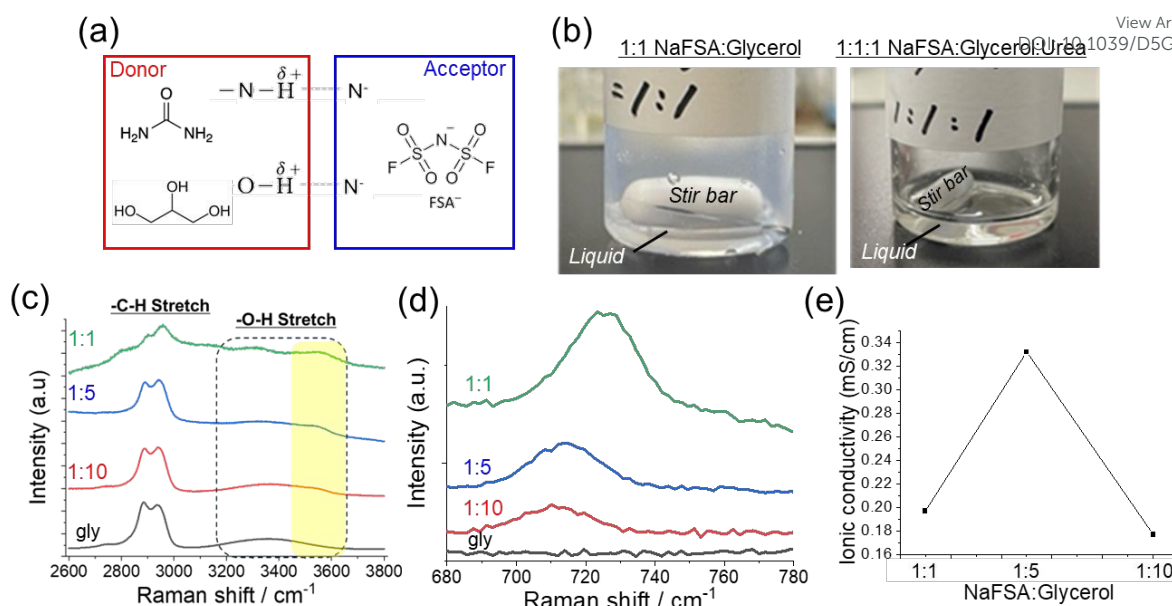 View Ar
DOI: 10.1039/D5G
(a)
Donor
Acceptor
δ+
–N–H N-
O
H₂N NH₂
δ+
O–H N-
OH
HO OH
O N⁻ O
S S
F O O F
FSA⁻
(b)
1:1 NaFSA:Glycerol
= 1:1
Stir bar
Liquid
1:1:1 NaFSA:Glycerol:Urea
1:1:1
Stir bar
Liquid
(c)
-C-H Stretch
-O-H Stretch
1:1
1:5
1:10
gly
Intensity (a.u)
2600 2800 3000 3200 3400 3600 3800
Raman shift / cm⁻¹
(d)
1:1
1:5
1:10
gly
Intensity (a.u.)
680 700 720 740 760 780
Raman shift / cm⁻¹
(e)
Ionic conductivity (mS/cm)
0.34
0.32
0.30
0.28
0.26
0.24
0.22
0.20
0.18
0.16
1:1 1:5 1:10
NaFSA:Glycerol